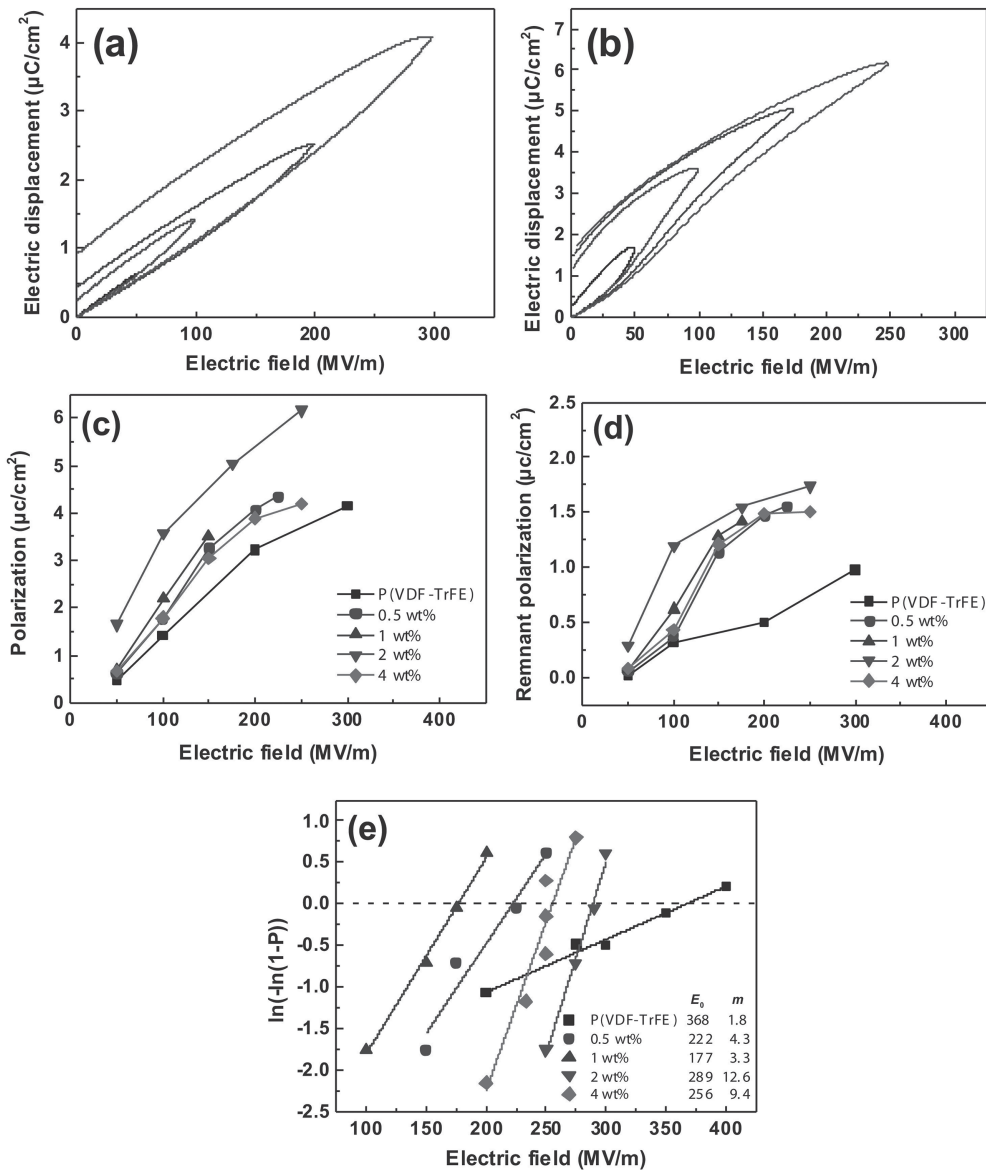 (a)
Electric displacement (μC/cm²)
4
3
2
1
0
0 100 200 300
Electric field (MV/m)
(b)
Electric displacement (μC/cm²)
7
6
5
4
3
2
1
0
0 50 100 150 200 250 300
Electric field (MV/m)
(c)
Polarization (μc/cm²)
6
5
4
3
2
1
0
P(VDF-TrFE)
0.5 wt%
1 wt%
2 wt%
4 wt%
0 100 200 300 400
Electric field (MV/m)
(d)
Remnant polarization (μc/cm²)
2.5
2.0
1.5
1.0
0.5
0.0
P(VDF-TrFE)
0.5 wt%
1 wt%
2 wt%
4 wt%
0 100 200 300 400
Electric field (MV/m)
(e)
ln(-ln(1-P))
1.0
0.5
0.0
-0.5
-1.0
-1.5
-2.0
-2.5
E₀ m
P(VDF-TrFE) 368 1.8
0.5 wt% 222 4.3
1 wt% 177 3.3
2 wt% 289 12.6
4 wt% 256 9.4
100 150 200 250 300 350 400
Electric field (MV/m)